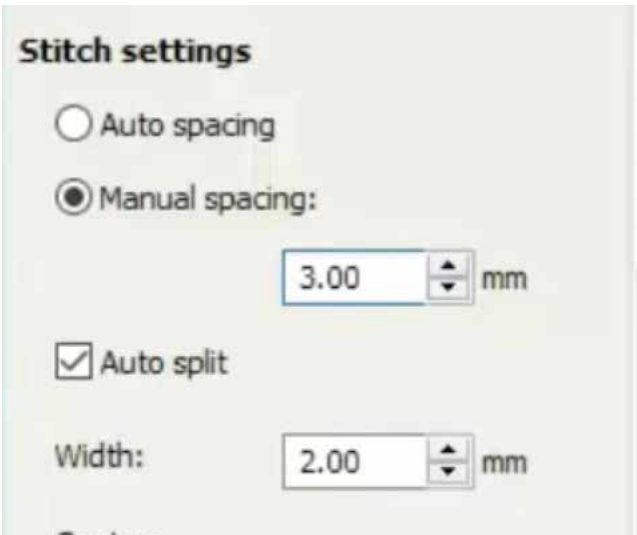 Stitch settings
Auto spacing
Manual spacing:
3.00 mm
Auto split
Width: 2.00 mm